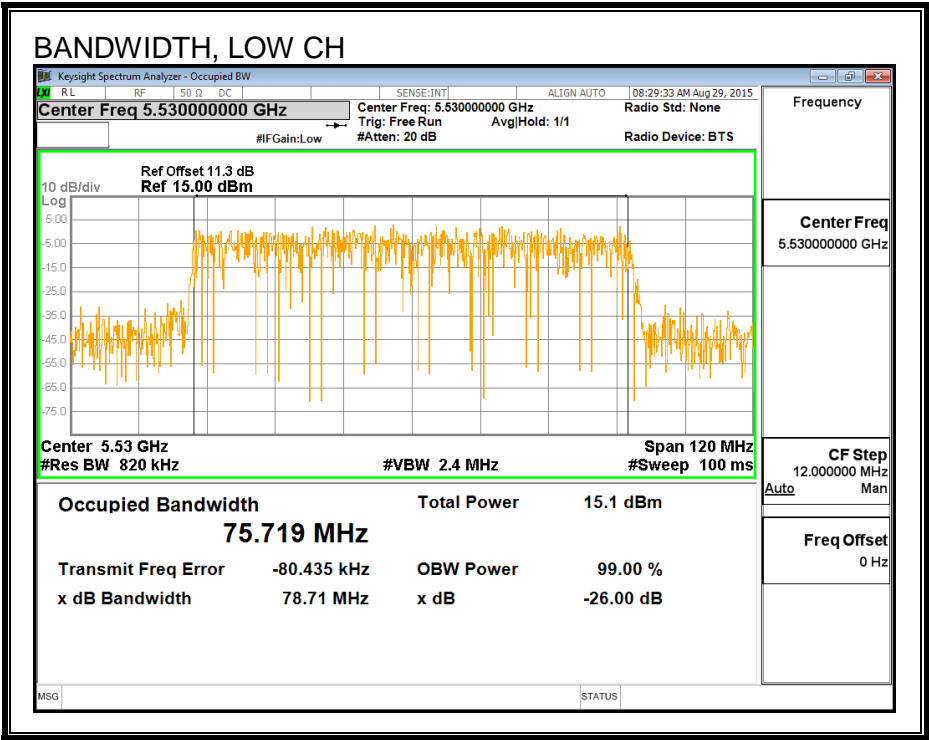 BANDWIDTH, LOW CH
Keysight Spectrum Analyzer - Occupied BW
LXI RL RF 50 Ω DC SENSE:INT ALIGN AUTO 08:29:33 AM Aug 29, 2015
Center Freq 5.530000000 GHz
Center Freq: 5.530000000 GHz Radio Std: None
Trig: Free Run Avg|Hold: 1/1
#IFGain:Low #Atten: 20 dB Radio Device: BTS
Ref Offset 11.3 dB
10 dB/div Ref 15.00 dBm
Log
5.00
-5.00
-15.0
-25.0
-35.0
-45.0
-55.0
-65.0
-75.0
Center 5.53 GHz Span 120 MHz
#Res BW 820 kHz #VBW 2.4 MHz #Sweep 100 ms
Occupied Bandwidth Total Power 15.1 dBm
75.719 MHz
Transmit Freq Error -80.435 kHz OBW Power 99.00 %
x dB Bandwidth 78.71 MHz x dB -26.00 dB
MSG STATUS
Frequency
Center Freq
5.530000000 GHz
CF Step
12.000000 MHz
Auto Man
Freq Offset
0 Hz